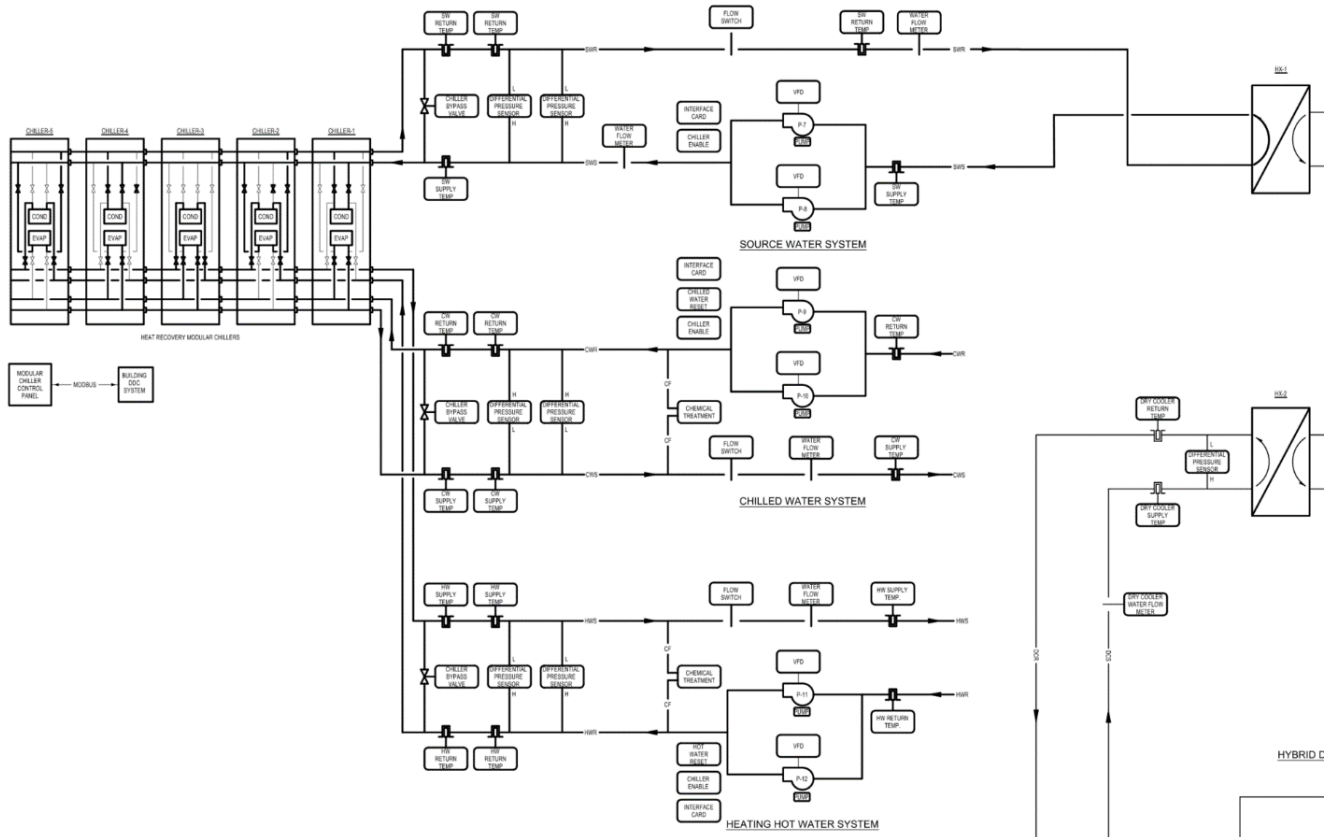 SW
RETURN
TEMP
SW
RETURN
TEMP
FLOW
SWITCH
SW
RETURN
TEMP
WATER
FLOW
METER
SWR
SWR
HX-1
L
L
CHILLER
BYPASS
VALVE
DIFFERENTIAL
PRESSURE
SENSOR
DIFFERENTIAL
PRESSURE
SENSOR
H
H
VFD
INTERFACE
CARD
CHILLER
ENABLE
P-7
PUMP
WATER
FLOW
METER
CHILLER-5
CHILLER-4
CHILLER-3
CHILLER-2
CHILLER-1
SWS
SWS
SW
SUPPLY
TEMP
VFD
SW
SUPPLY
TEMP
P-8
PUMP
COND
COND
COND
COND
COND
EVAP
EVAP
EVAP
EVAP
EVAP
SOURCE WATER SYSTEM
HEAT RECOVERY MODULAR CHILLERS
INTERFACE
CARD
CHILLED
WATER
RESET
CHILLER
ENABLE
VFD
P-9
PUMP
CW
RETURN
TEMP
CW
RETURN
TEMP
CW
RETURN
TEMP
CWR
CWR
MODULAR
CHILLER
CONTROL
PANEL
MODBUS
BUILDING
DDC
SYSTEM
VFD
P-10
PUMP
H
H
CF
CHILLER
BYPASS
VALVE
DIFFERENTIAL
PRESSURE
SENSOR
DIFFERENTIAL
PRESSURE
SENSOR
CHEMICAL
TREATMENT
L
L
CF
FLOW
SWITCH
WATER
FLOW
METER
CW
SUPPLY
TEMP
CWS
CWS
CW
SUPPLY
TEMP
CW
SUPPLY
TEMP
CHILLED WATER SYSTEM
DRY COOLER
RETURN
TEMP
HX-2
L
DIFFERENTIAL
PRESSURE
SENSOR
H
DRY COOLER
SUPPLY
TEMP
DRY COOLER
WATER FLOW
METER
DCR
DCS
HW
SUPPLY
TEMP
HW
SUPPLY
TEMP
FLOW
SWITCH
WATER
FLOW
METER
HW SUPPLY
TEMP.
HWS
HWS
L
L
CF
CHILLER
BYPASS
VALVE
DIFFERENTIAL
PRESSURE
SENSOR
DIFFERENTIAL
PRESSURE
SENSOR
CHEMICAL
TREATMENT
H
H
CF
VFD
P-11
PUMP
HWR
HW RETURN
TEMP.
HWR
HW
RETURN
TEMP
HW
RETURN
TEMP
HOT
WATER
RESET
CHILLER
ENABLE
INTERFACE
CARD
VFD
P-12
PUMP
HEATING HOT WATER SYSTEM
HYBRID D